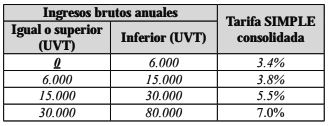 Ingresos brutos anuales
Tarifa SIMPLE consolidada
Igual o superior (UVT)
Inferior (UVT)
0 6.000 3.4%
6.000 15.000 3.8%
15.000 30.000 5.5%
30.000 80.000 7.0%